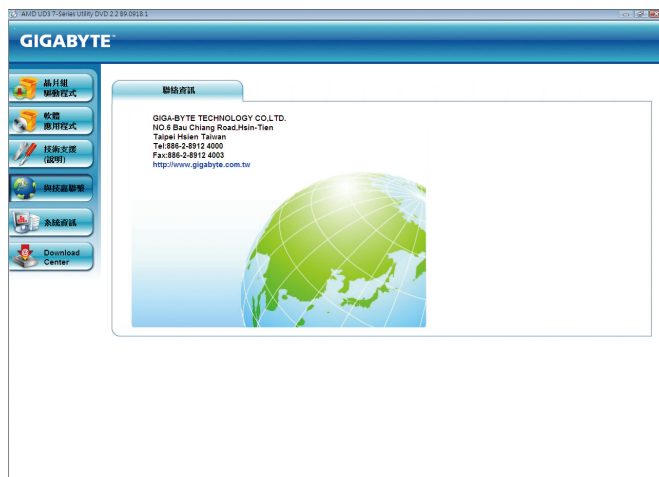 AMD UD3 7-Series Utility DVD 2.2 B9.0918.1
GIGABYTE™
晶片組
驅動程式
軟體
應用程式
技術支援
(說明)
與技嘉聯繫
系統資訊
Download
Center
聯絡資訊
GIGA-BYTE TECHNOLOGY CO,LTD.
NO.6 Bau Chiang Road,Hsin-Tien
Taipei Hsien Taiwan
Tel:886-2-8912 4000
Fax:886-2-8912 4003
http://www.gigabyte.com.tw